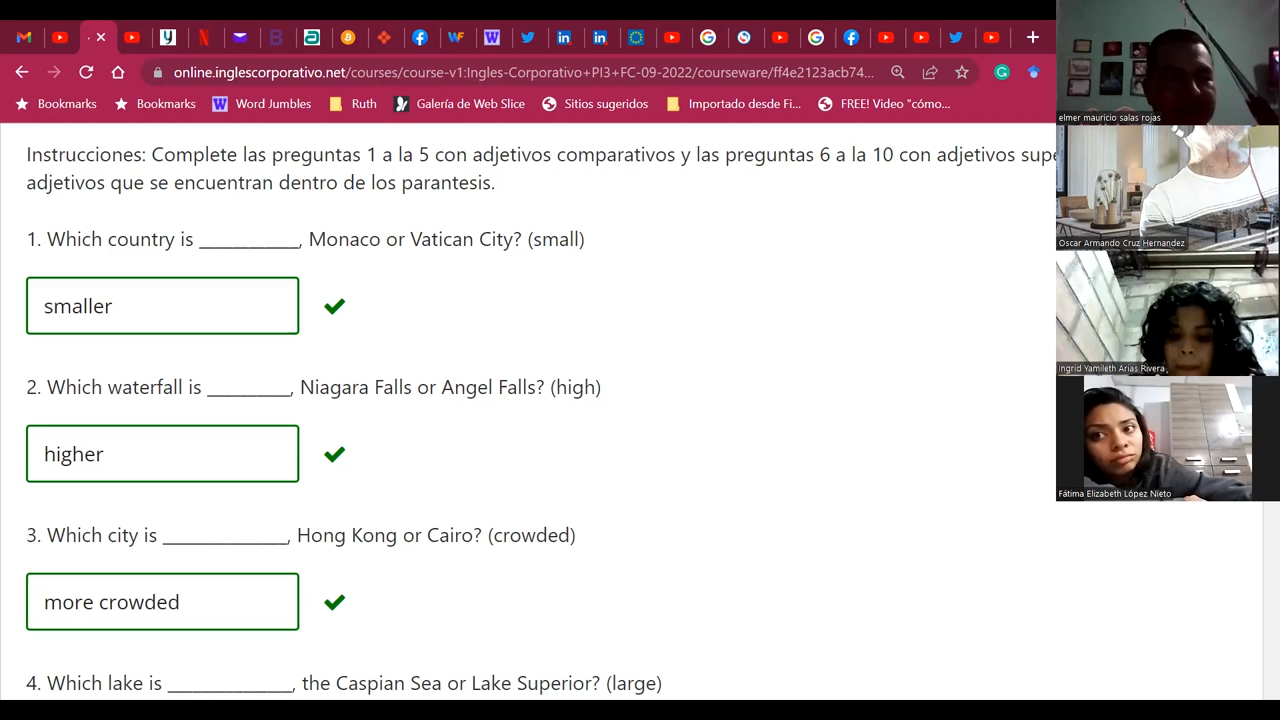 online.inglescorporativo.net/courses/course-v1:Ingles-Corporativo+PI3+FC-09-2022/courseware/ff4e2123acb74...
Bookmarks Bookmarks Word Jumbles Ruth Galería de Web Slice Sitios sugeridos Importado desde Fi... FREE! Video "cómo...
Instrucciones: Complete las preguntas 1 a la 5 con adjetivos comparativos y las preguntas 6 a la 10 con adjetivos supe
adjetivos que se encuentran dentro de los parantesis.
1. Which country is ___________, Monaco or Vatican City? (small)
smaller
2. Which waterfall is _________, Niagara Falls or Angel Falls? (high)
higher
3. Which city is ______________, Hong Kong or Cairo? (crowded)
more crowded
4. Which lake is ______________, the Caspian Sea or Lake Superior? (large)
elmer mauricio salas rojas
Oscar Armando Cruz Hernandez
Ingrid Yamileth Arias Rivera
Fátima Elizabeth López Nieto